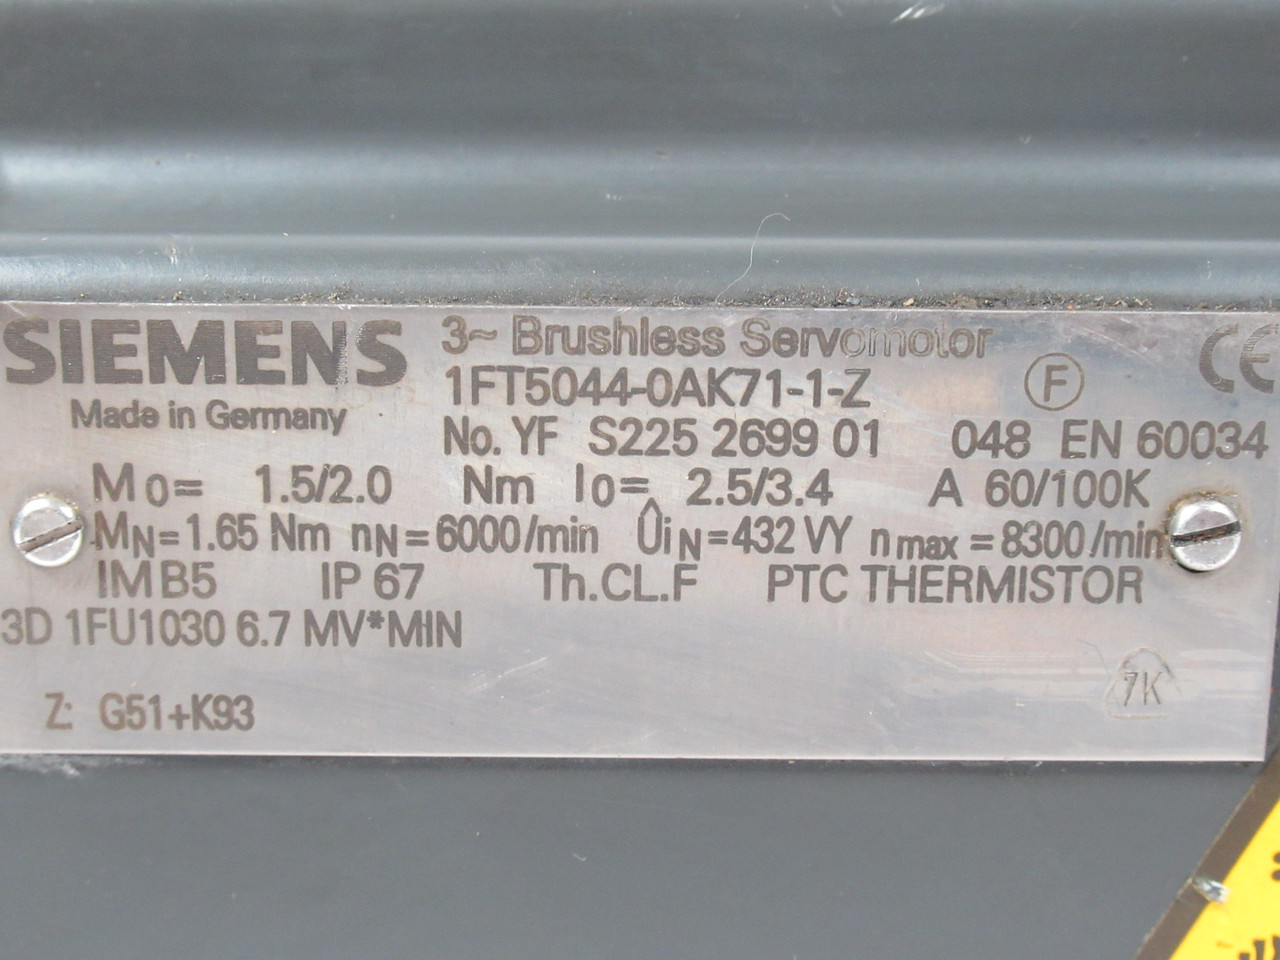 SIEMENS
Made in Germany
3~ Brushless Servomotor
1FT5044-0AK71-1-Z
F
CE
No. YF S225 2699 01 048 EN 60034
M0= 1.5/2.0 Nm I0= 2.5/3.4 A 60/100K
MN=1.65 Nm nN=6000/min ÛiN=432 VY nmax=8300/min
IM B5 IP 67 Th.CL.F PTC THERMISTOR
3D 1FU1030 6.7 MV*MIN
7K
Z: G51+K93